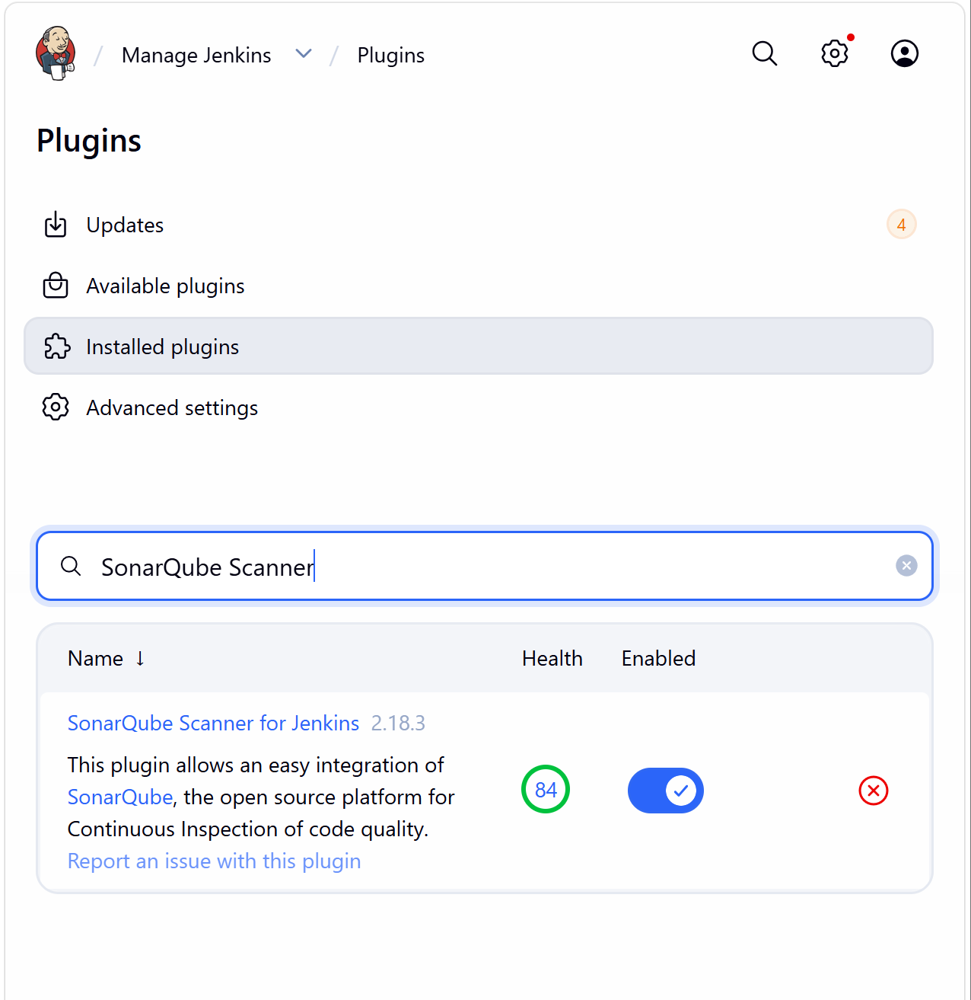 / Manage Jenkins / Plugins
Plugins
Updates 4
Available plugins
Installed plugins
Advanced settings
SonarQube Scanner
Name ↓ Health Enabled
SonarQube Scanner for Jenkins 2.18.3
This plugin allows an easy integration of
SonarQube, the open source platform for
Continuous Inspection of code quality.
Report an issue with this plugin
84